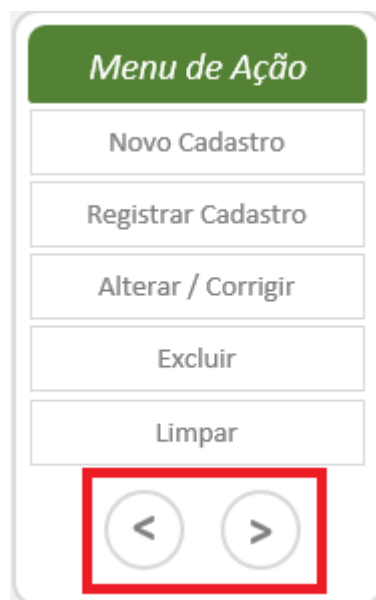 Menu de Ação
Novo Cadastro
Registrar Cadastro
Alterar / Corrigir
Excluir
Limpar
< >